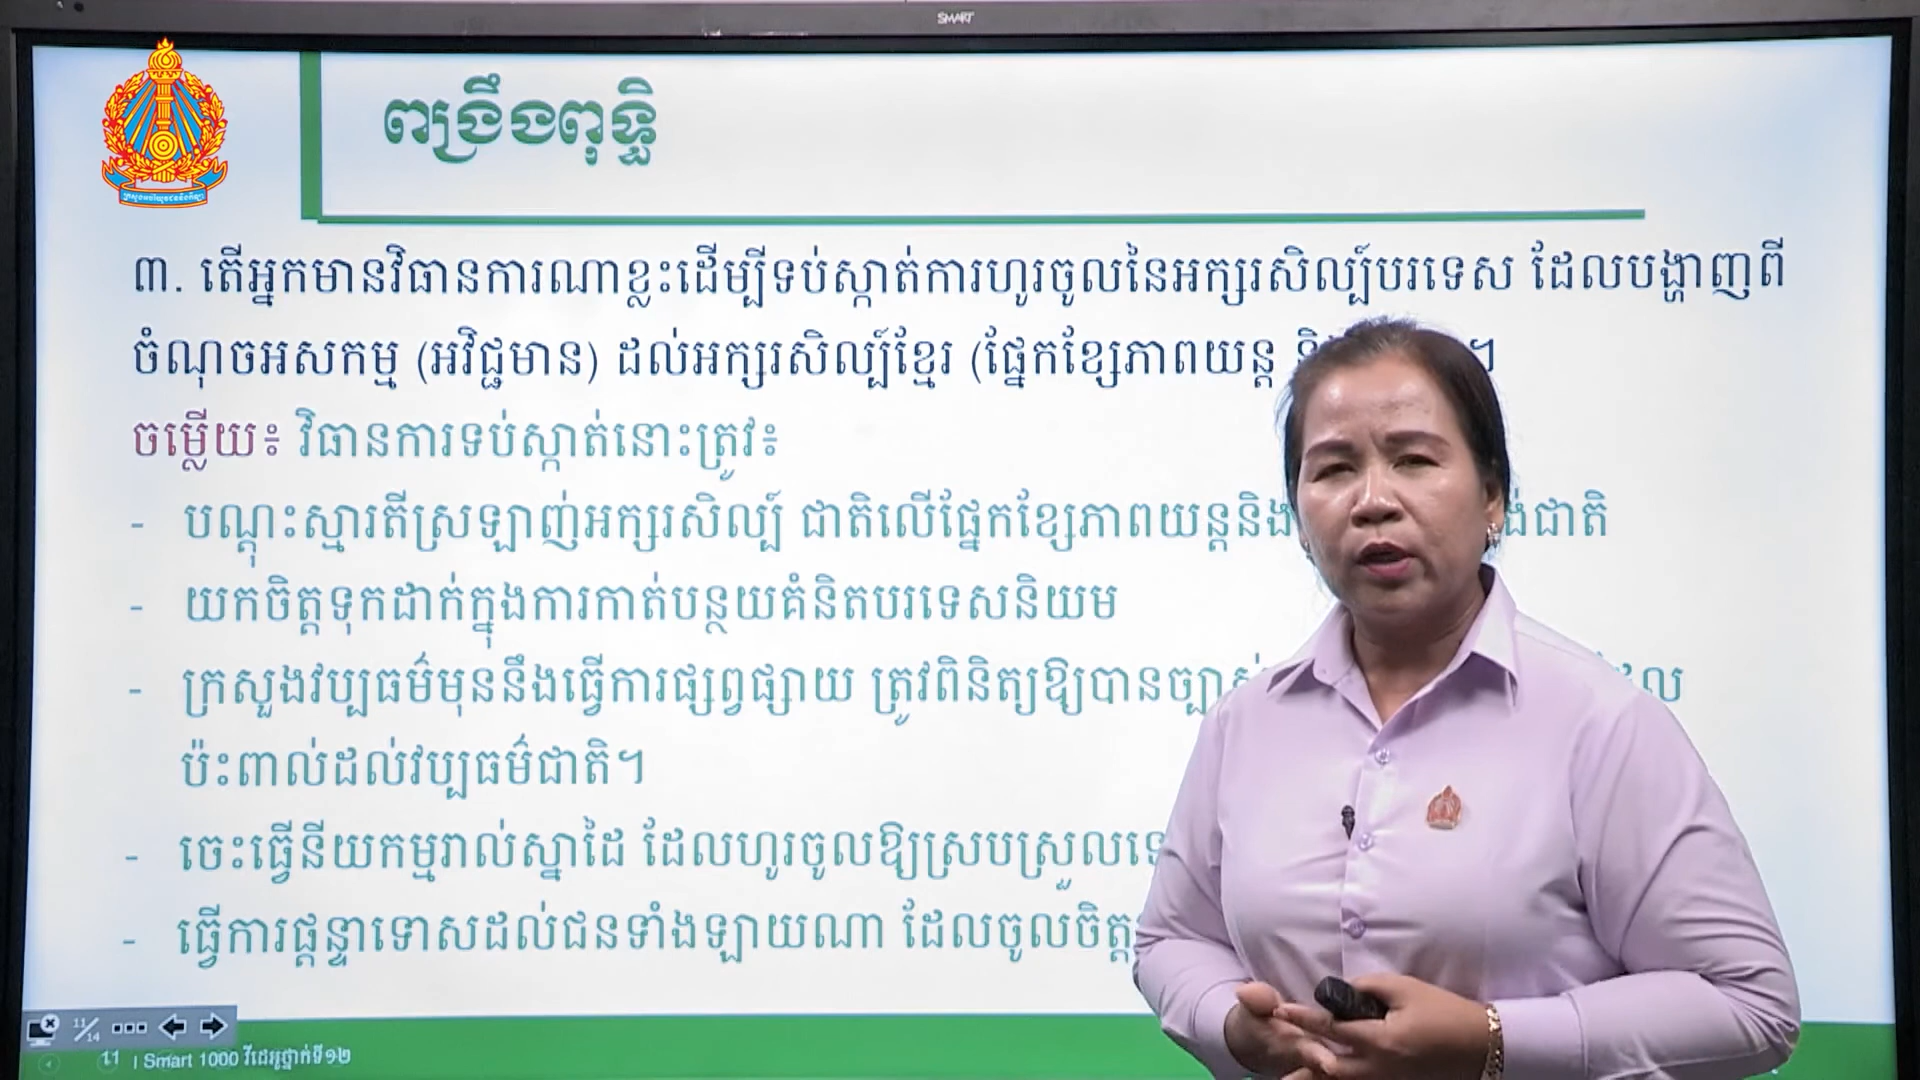 SMART
ពង្រឹងពុទ្ធិ
ក្រសួងអប់រំយុវជននិងកីឡា
៣. តើអ្នកមានវិធានការណាខ្លះដើម្បីទប់ស្កាត់ការហូរចូលនៃអក្សរសិល្ប៍បរទេស ដែលបង្ហាញពី
ចំណុចអសកម្ម (អវិជ្ជមាន) ដល់អក្សរសិល្ប៍ខ្មែរ (ផ្នែកខ្សែភាពយន្ត
ចម្លើយ៖ វិធានការទប់ស្កាត់នោះត្រូវ៖
- បណ្តុះស្មារតីស្រឡាញ់អក្សរសិល្ប៍ ជាតិលើផ្នែកខ្សែភាពយន្តនិង
- យកចិត្តទុកដាក់ក្នុងការកាត់បន្ថយគំនិតបរទេសនិយម
- ក្រសួងវប្បធម៌មុននឹងធ្វើការផ្សព្វផ្សាយ ត្រូវពិនិត្យឱ្យបាន
ប៉ះពាល់ដល់វប្បធម៌ជាតិ។
- ចេះធ្វើនីយកម្មរាល់ស្នាដៃ ដែលហូរចូលឱ្យស្របស្រួល
- ធ្វើការផ្តន្ទាទោសដល់ជនទាំងឡាយណា ដែលចូលចិត្ត
11/14
11 | Smart 1000 វីដេអូថ្នាក់ទី១២